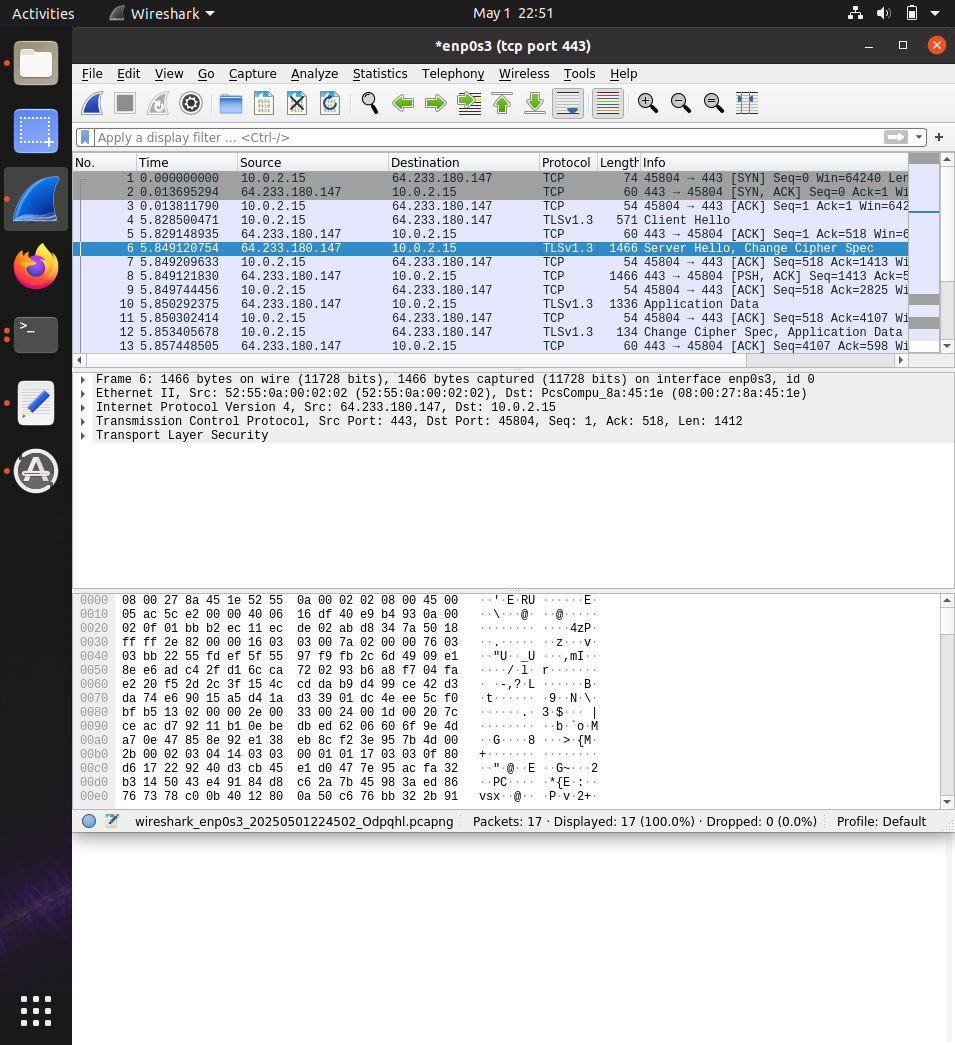 Activities Wireshark May 1 22:51
*enp0s3 (tcp port 443)
File Edit View Go Capture Analyze Statistics Telephony Wireless Tools Help
Apply a display filter ... <Ctrl-/>
No. Time Source Destination Protocol Length Info
1 0.000000000 10.0.2.15 64.233.180.147 TCP 74 45804 → 443 [SYN] Seq=0 Win=64240 Len
2 0.013695294 64.233.180.147 10.0.2.15 TCP 60 443 → 45804 [SYN, ACK] Seq=0 Ack=1 Wi
3 0.013811790 10.0.2.15 64.233.180.147 TCP 54 45804 → 443 [ACK] Seq=1 Ack=1 Win=642
4 5.828500471 10.0.2.15 64.233.180.147 TLSv1.3 571 Client Hello
5 5.829148935 64.233.180.147 10.0.2.15 TCP 60 443 → 45804 [ACK] Seq=1 Ack=518 Win=6
6 5.849120754 64.233.180.147 10.0.2.15 TLSv1.3 1466 Server Hello, Change Cipher Spec
7 5.849209633 10.0.2.15 64.233.180.147 TCP 54 45804 → 443 [ACK] Seq=518 Ack=1413 Wi
8 5.849121830 64.233.180.147 10.0.2.15 TCP 1466 443 → 45804 [PSH, ACK] Seq=1413 Ack=5
9 5.849744456 10.0.2.15 64.233.180.147 TCP 54 45804 → 443 [ACK] Seq=518 Ack=2825 Wi
10 5.850292375 64.233.180.147 10.0.2.15 TLSv1.3 1336 Application Data
11 5.850302414 10.0.2.15 64.233.180.147 TCP 54 45804 → 443 [ACK] Seq=518 Ack=4107 Wi
12 5.853405678 10.0.2.15 64.233.180.147 TLSv1.3 134 Change Cipher Spec, Application Data
13 5.857448505 64.233.180.147 10.0.2.15 TCP 60 443 → 45804 [ACK] Seq=4107 Ack=598 Wi
Frame 6: 1466 bytes on wire (11728 bits), 1466 bytes captured (11728 bits) on interface enp0s3, id 0
Ethernet II, Src: 52:55:0a:00:02:02 (52:55:0a:00:02:02), Dst: PcsCompu_8a:45:1e (08:00:27:8a:45:1e)
Internet Protocol Version 4, Src: 64.233.180.147, Dst: 10.0.2.15
Transmission Control Protocol, Src Port: 443, Dst Port: 45804, Seq: 1, Ack: 518, Len: 1412
Transport Layer Security
0000 08 00 27 8a 45 1e 52 55 0a 00 02 02 08 00 45 00 ··'·E·RU ······E·
0010 05 ac 5c e2 00 00 40 06 16 df 40 e9 b4 93 0a 00 ··\···@· ··@·····
0020 02 0f 01 bb b2 ec 11 ec de 02 ab d8 34 7a 50 18 ········ ····4zP·
0030 ff ff 2e 82 00 00 16 03 03 00 7a 02 00 00 76 03 ··.····· ··z···v·
0040 03 bb 22 55 fd ef 5f 55 97 f9 fb 2c 6d 49 09 e1 ··"U··_U ···,mI··
0050 8e e6 ad c4 2f d1 6c ca 72 02 93 b6 a8 f7 04 fa ····/·l· r·······
0060 e2 20 f5 2d 2c 3f 15 4c cd da b9 d4 99 ce 42 d3 · ·-,?·L ······B·
0070 da 74 e6 90 15 a5 d4 1a d3 39 01 dc 4e ee 5c f0 ·t······ ·9··N·\·
0080 bf b5 13 02 00 00 2e 00 33 00 24 00 1d 00 20 7c ······.· 3·$··· |
0090 ce ac d7 92 11 b1 0e be db ed 62 06 60 6f 9e 4d ········ ··b·`o·M
00a0 a7 0e 47 85 8e 92 e1 38 eb 8c f2 3e 95 7b 4d 00 ··G····8 ···>·{M·
00b0 2b 00 02 03 04 14 03 03 00 01 01 17 03 03 0f 80 +······· ········
00c0 d6 17 22 92 40 d3 cb 45 e1 d0 47 7e 95 ac fa 32 ··"·@··E ··G~···2
00d0 b3 14 50 43 e4 91 84 d8 c6 2a 7b 45 98 3a ed 86 ··PC···· ·*{E·:··
00e0 76 73 78 c0 0b 40 12 80 0a 50 c6 76 bb 32 2b 91 vsx··@·· ·P·v·2+·
wireshark_enp0s3_20250501224502_Odpqhl.pcapng Packets: 17 · Displayed: 17 (100.0%) · Dropped: 0 (0.0%) Profile: Default